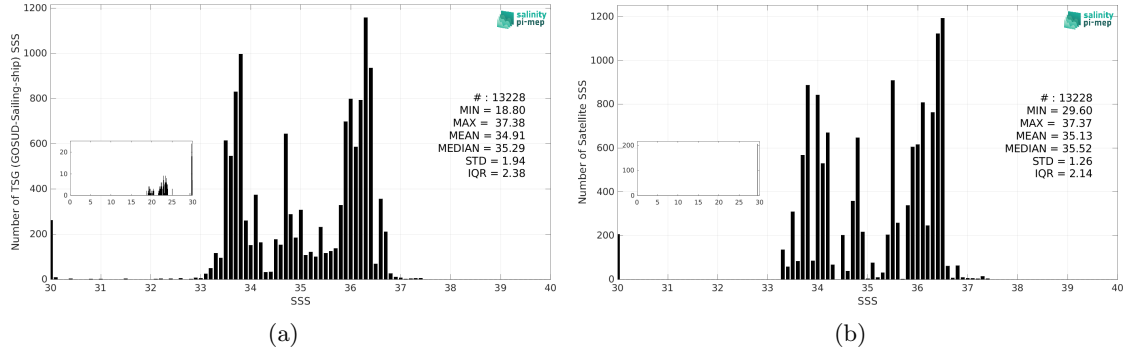 1200
1000
800
600
400
200
0
Number of TSG (GOSUD-Sailing-ship) SSS
salinity
pi-mep
# : 13228
MIN = 18.80
MAX = 37.38
MEAN = 34.91
MEDIAN = 35.29
STD = 1.94
IQR = 2.38
20
10
0
0 5 10 15 20 25 30
30 31 32 33 34 35 36 37 38 39 40
SSS
(a)
1200
1000
800
600
400
200
0
Number of Satellite SSS
salinity
pi-mep
# : 13228
MIN = 29.60
MAX = 37.37
MEAN = 35.13
MEDIAN = 35.52
STD = 1.26
IQR = 2.14
200
150
100
50
0
0 5 10 15 20 25 30
30 31 32 33 34 35 36 37 38 39 40
SSS
(b)